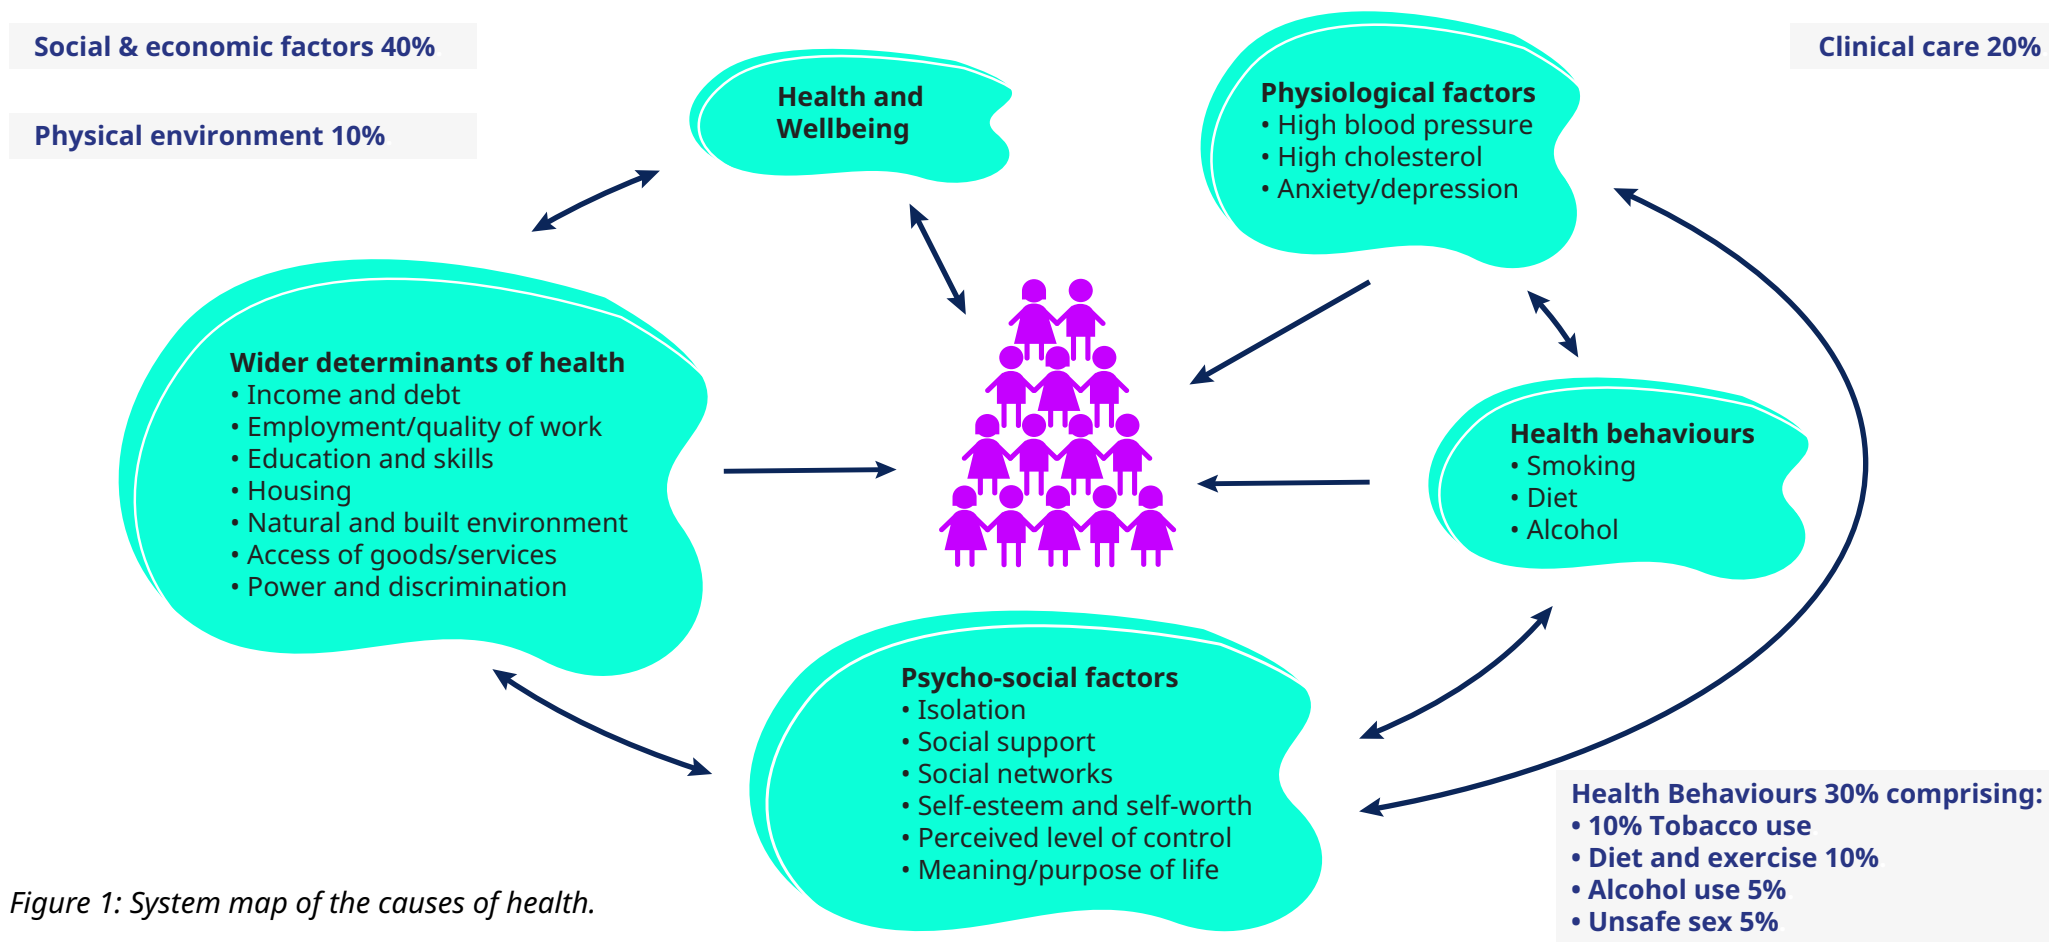 Social & economic factors 40%
Physical environment 10%
Health and
Wellbeing
Physiological factors
• High blood pressure
• High cholesterol
• Anxiety/depression
Clinical care 20%
Wider determinants of health
• Income and debt
• Employment/quality of work
• Education and skills
• Housing
• Natural and built environment
• Access of goods/services
• Power and discrimination
Health behaviours
• Smoking
• Diet
• Alcohol
Psycho-social factors
• Isolation
• Social support
• Social networks
• Self-esteem and self-worth
• Perceived level of control
• Meaning/purpose of life
Health Behaviours 30% comprising:
• 10% Tobacco use
• Diet and exercise 10%
• Alcohol use 5%
• Unsafe sex 5%
Figure 1: System map of the causes of health.